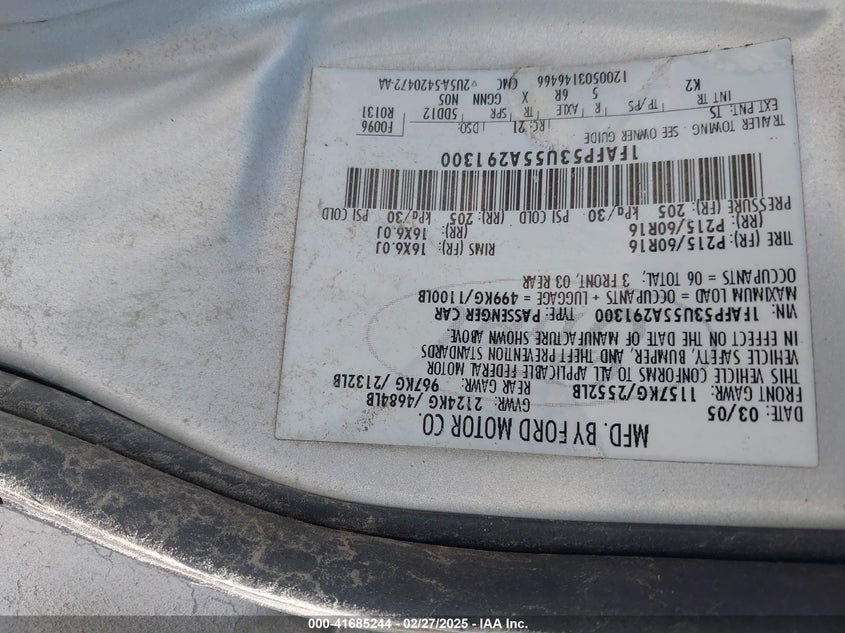 MFD. BY FORD MOTOR CO.
DATE: 03/05 GVWR: 2124KG/4684LB
FRONT GAWR: 1157KG/2552LB REAR GAWR: 967KG/2132LB
THIS VEHICLE CONFORMS TO ALL APPLICABLE FEDERAL MOTOR
VEHICLE SAFETY, BUMPER, AND THEFT PREVENTION STANDARDS
IN EFFECT ON THE DATE OF MANUFACTURE SHOWN ABOVE.
VIN: 1FAFP53U55A291300 TYPE: PASSENGER CAR
MAXIMUM LOAD = OCCUPANTS + LUGGAGE = 499KG/1100LB
OCCUPANTS = 06 TOTAL; 3 FRONT, 03 REAR
TIRE (FR): P215/60R16 RIMS (FR): 16X6.0J
(RR): P215/60R16 (RR): 16X6.0J
PRESSURE (FR): 205 kPa/30 PSI COLD (RR): 205 kPa/30 PSI COLD
1FAFP53U55A291300
TRAILER TOWING - SEE OWNER GUIDE F0096
EXT PNT: TS RC: 21 DSO: R0131
INT TR TP/PS R AXLE TR SPR 5DD12
K2 5 6R X GGNN N05
1200503146466 CMC V2U5A-5420472-AA
000-41685244 - 02/27/2025 - IAA Inc.